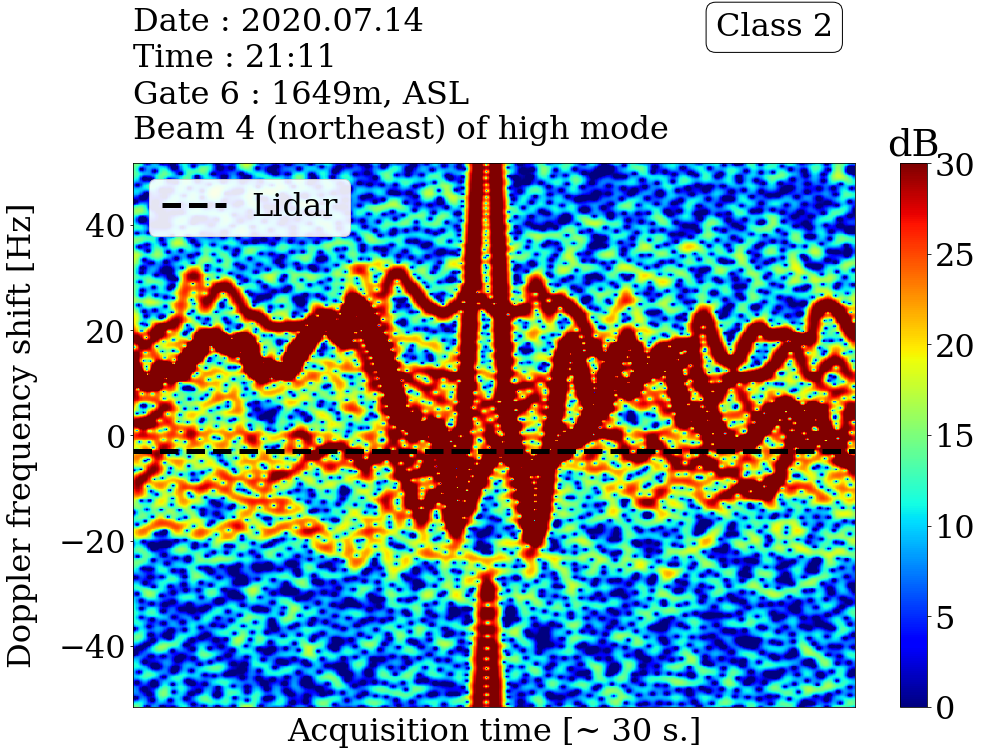 Date : 2020.07.14
Time : 21:11
Gate 6 : 1649m, ASL
Beam 4 (northeast) of high mode
Class 2
dB
Lidar
Doppler frequency shift [Hz]
40
20
0
−20
−40
Acquisition time [~ 30 s.]
30
25
20
15
10
5
0